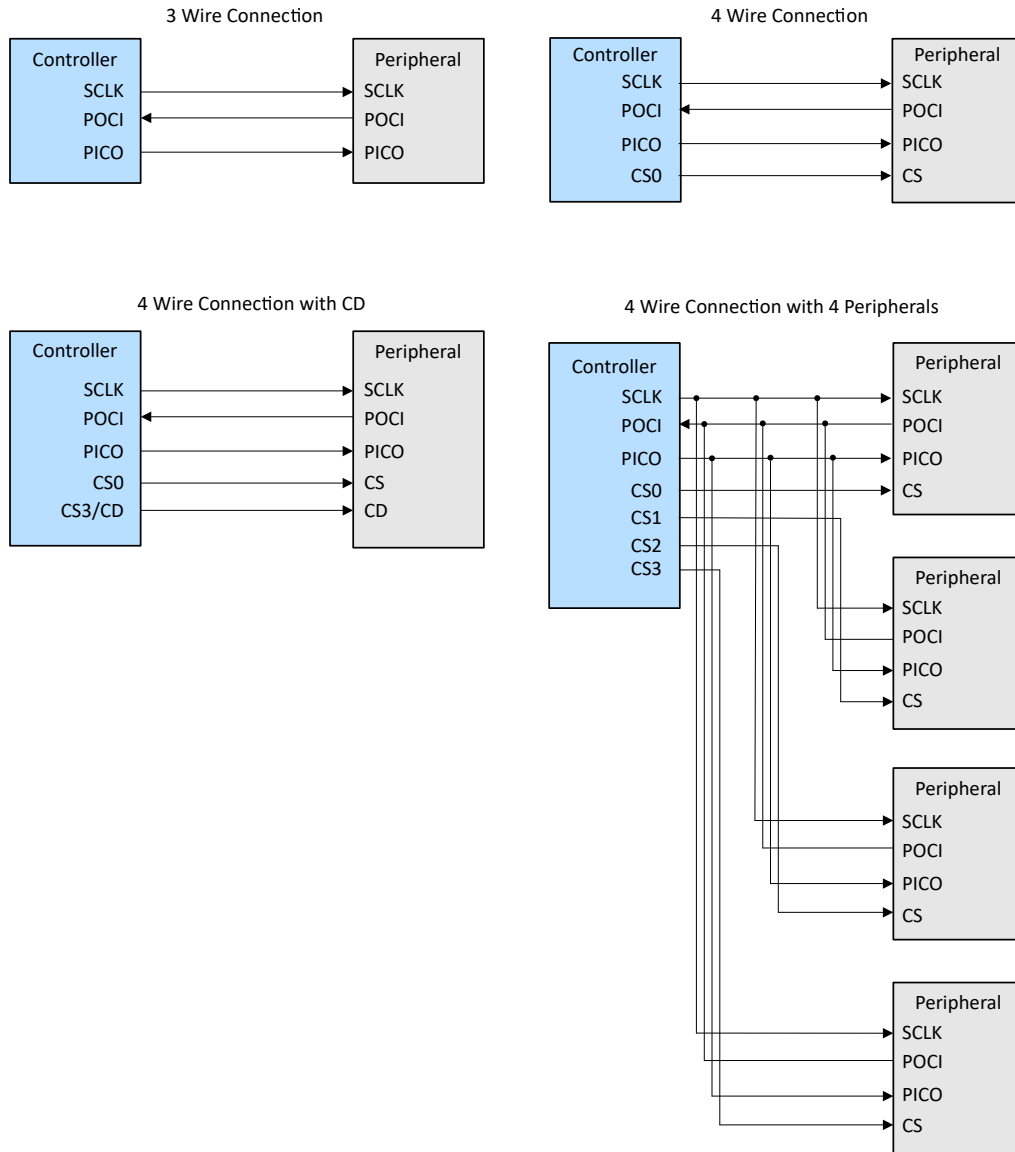 3 Wire Connection
Controller
SCLK
POCI
PICO
Peripheral
SCLK
POCI
PICO
4 Wire Connection
Controller
SCLK
POCI
PICO
CS0
Peripheral
SCLK
POCI
PICO
CS
4 Wire Connection with CD
Controller
SCLK
POCI
PICO
CS0
CS3/CD
Peripheral
SCLK
POCI
PICO
CS
CD
4 Wire Connection with 4 Peripherals
Controller
SCLK
POCI
PICO
CS0
CS1
CS2
CS3
Peripheral
SCLK
POCI
PICO
CS
Peripheral
SCLK
POCI
PICO
CS
Peripheral
SCLK
POCI
PICO
CS
Peripheral
SCLK
POCI
PICO
CS